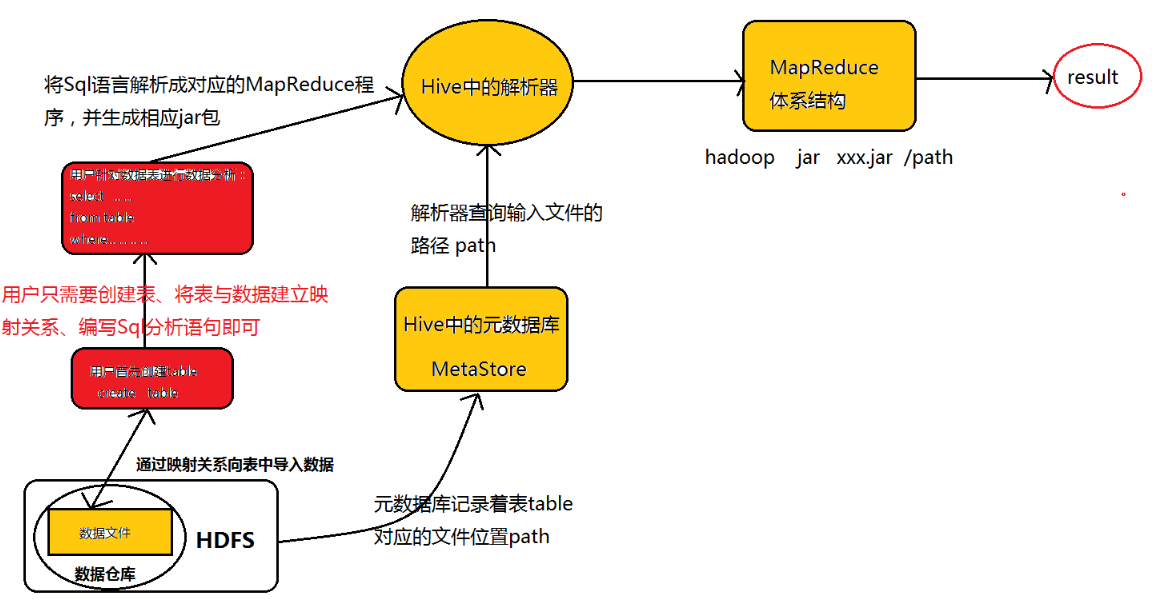 将Sql语言解析成对应的MapReduce程
序，并生成相应jar包
Hive中的解析器
MapReduce
体系结构
result
hadoop jar xxx.jar /path
用户针对数据表进行数据分析：
select ... ...
from table
where... ... ... ...
解析器查询输入文件的
路径 path
用户只需要创建表、将表与数据建立映
射关系、编写Sql分析语句即可
Hive中的元数据库
MetaStore
用户首先创建table
create table
通过映射关系向表中导入数据
元数据库记录着表table
对应的文件位置path
数据文件
HDFS
数据仓库